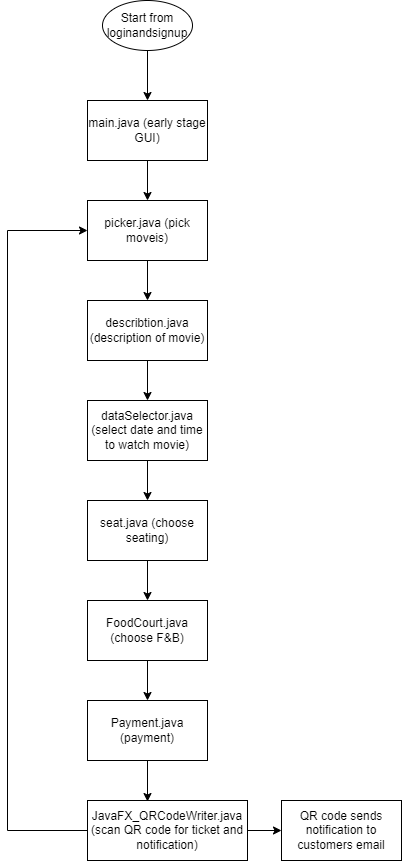 Start from
loginandsignup
main.java (early stage
GUI)
picker.java (pick
moveis)
describtion.java
(description of movie)
dataSelector.java
(select date and time
to watch movie)
seat.java (choose
seating)
FoodCourt.java
(choose F&B)
Payment.java
(payment)
JavaFX_QRCodeWriter.java
(scan QR code for ticket and
notification)
QR code sends
notification to
customers email